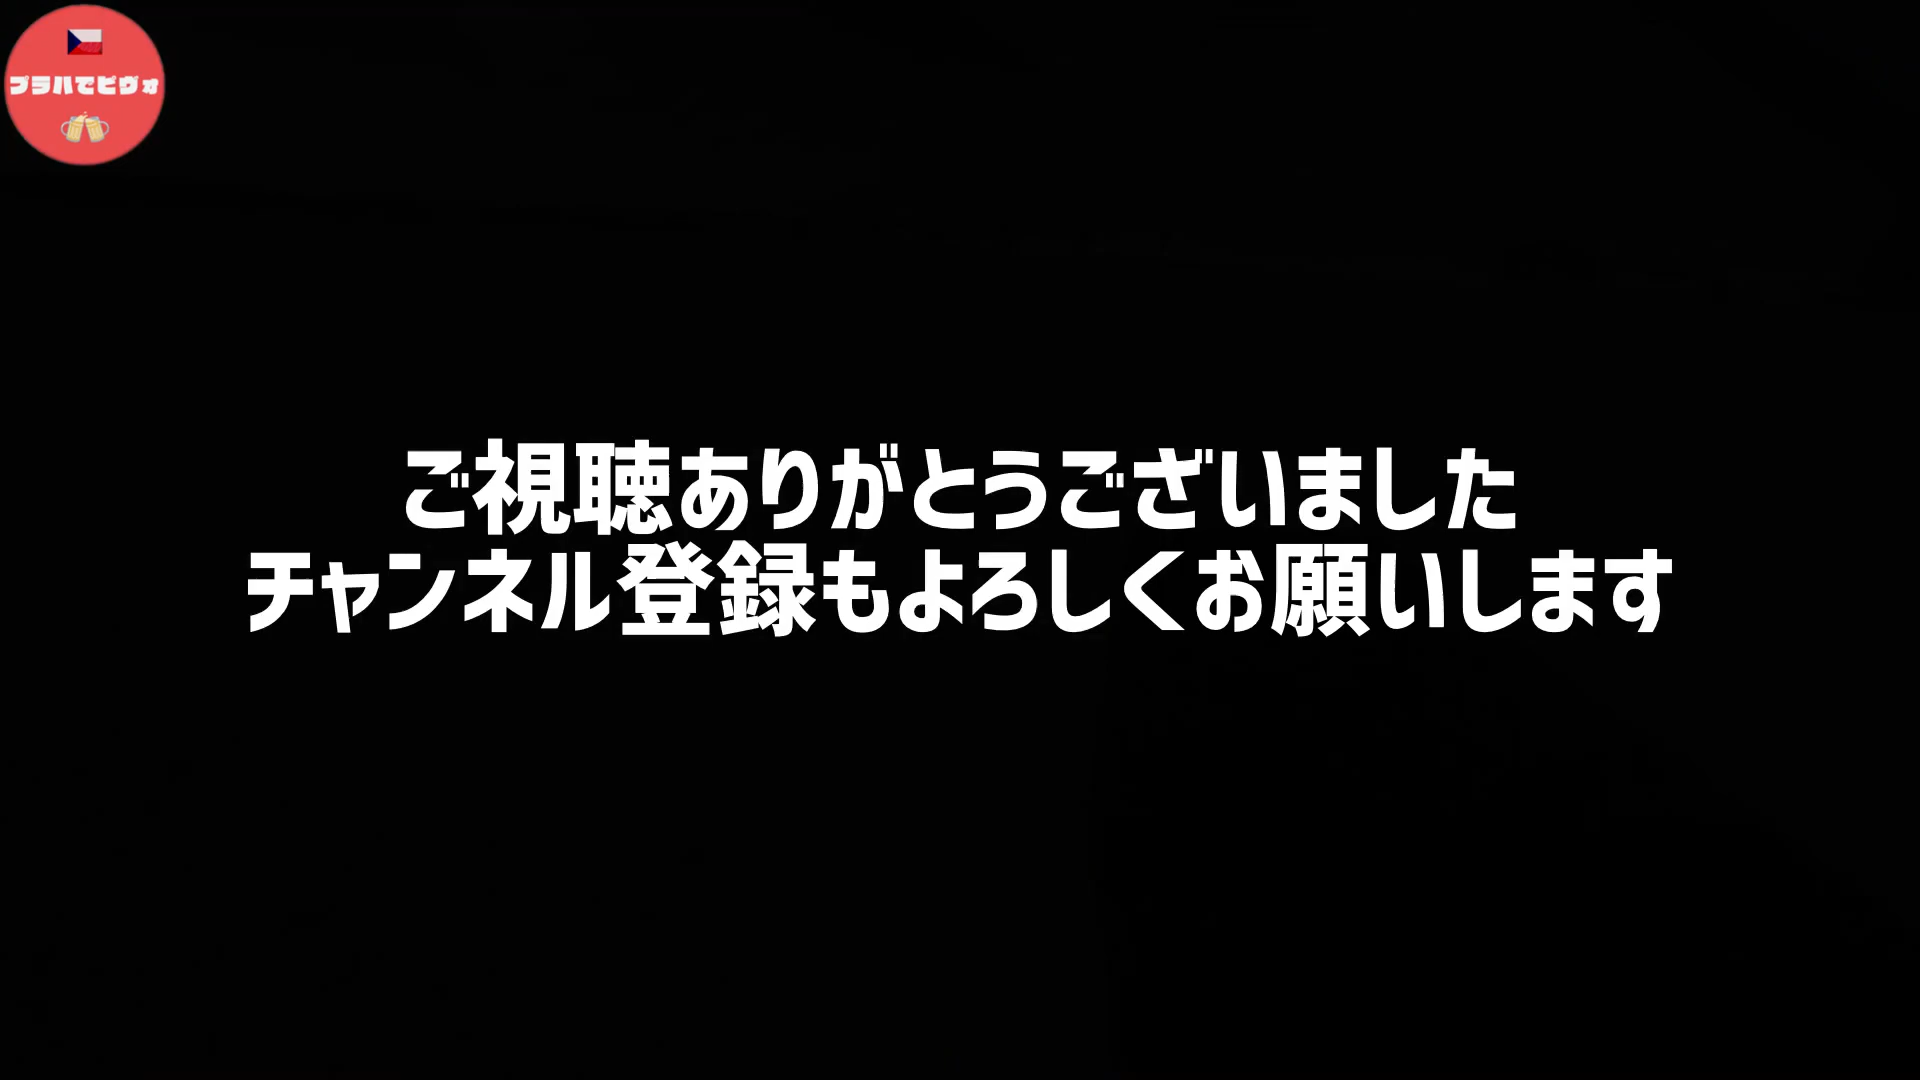 プラハでピヴォ
ご視聴ありがとうございました
チャンネル登録もよろしくお願いします